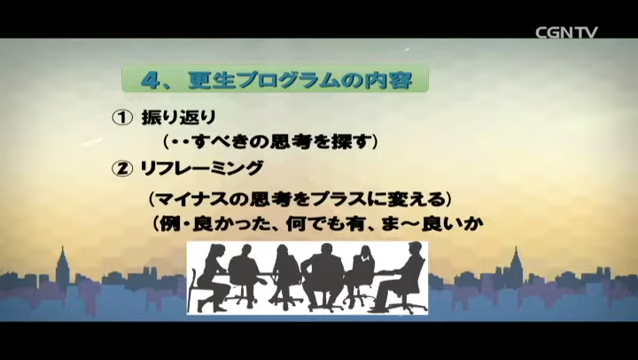 CGNTV
4、更生プログラムの内容
① 振り返り
(・・すべきの思考を探す)
② リフレーミング
(マイナスの思考をプラスに変える)
(例・良かった、何でも有、ま～良いか